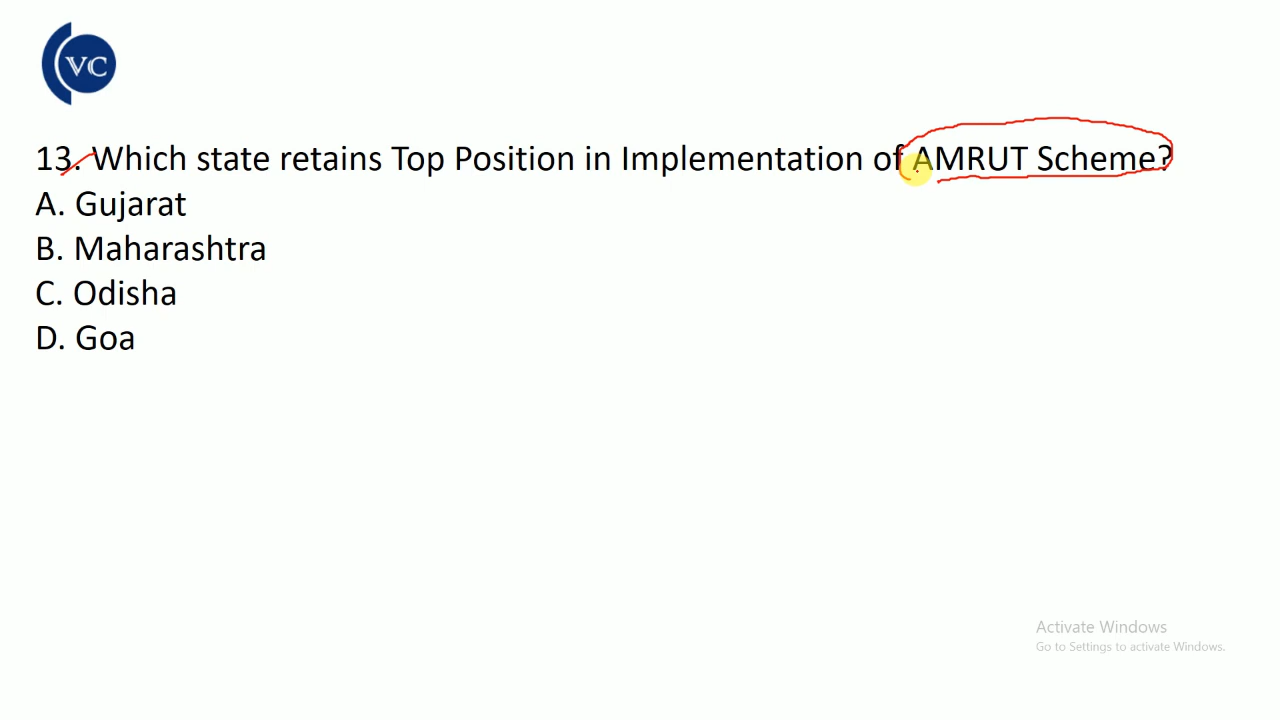 VC
13. Which state retains Top Position in Implementation of AMRUT Scheme?
A. Gujarat
B. Maharashtra
C. Odisha
D. Goa
Activate Windows
Go to Settings to activate Windows.